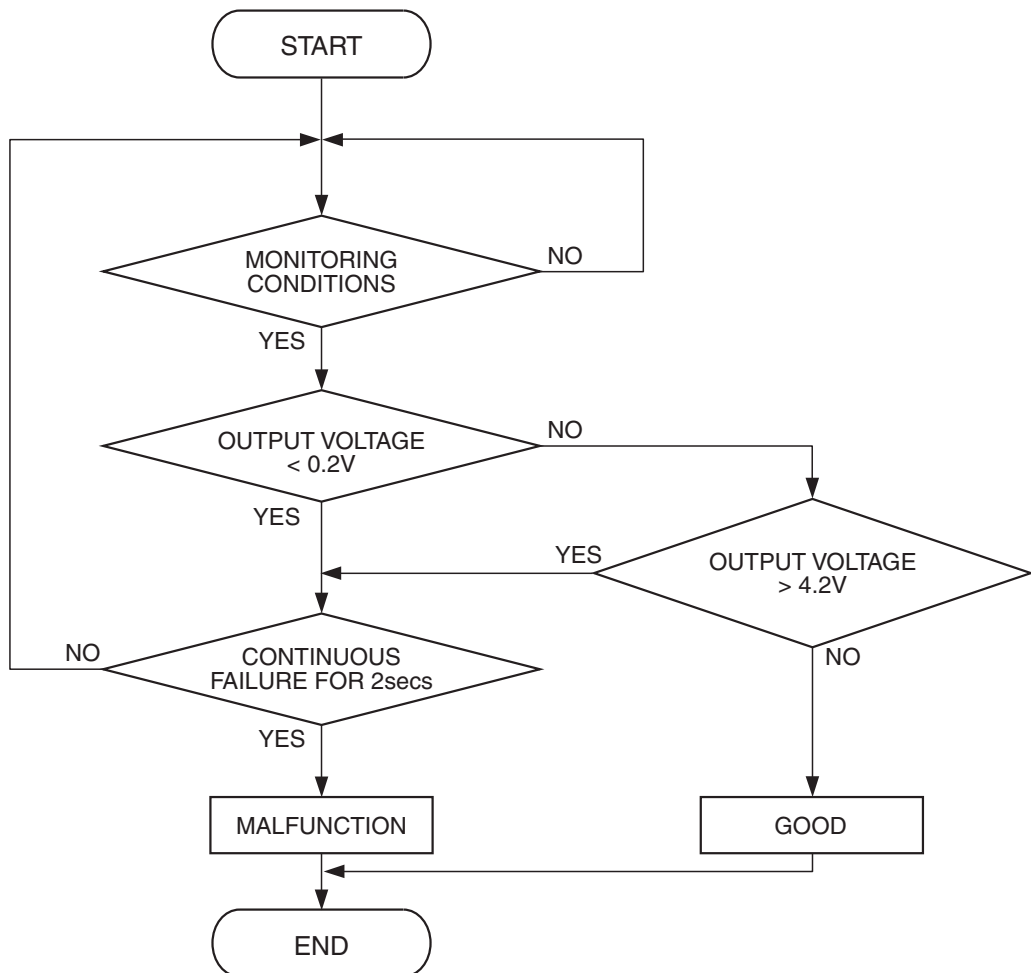 START
MONITORING
CONDITIONS
NO
YES
OUTPUT VOLTAGE
< 0.2V
NO
YES
OUTPUT VOLTAGE
> 4.2V
YES
NO
CONTINUOUS
FAILURE FOR 2secs
NO
YES
MALFUNCTION
GOOD
END